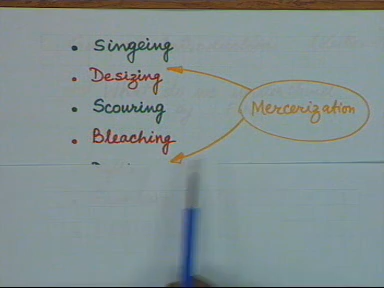 • Singeing
• Desizing
• Scouring
Mercerization
• Bleaching